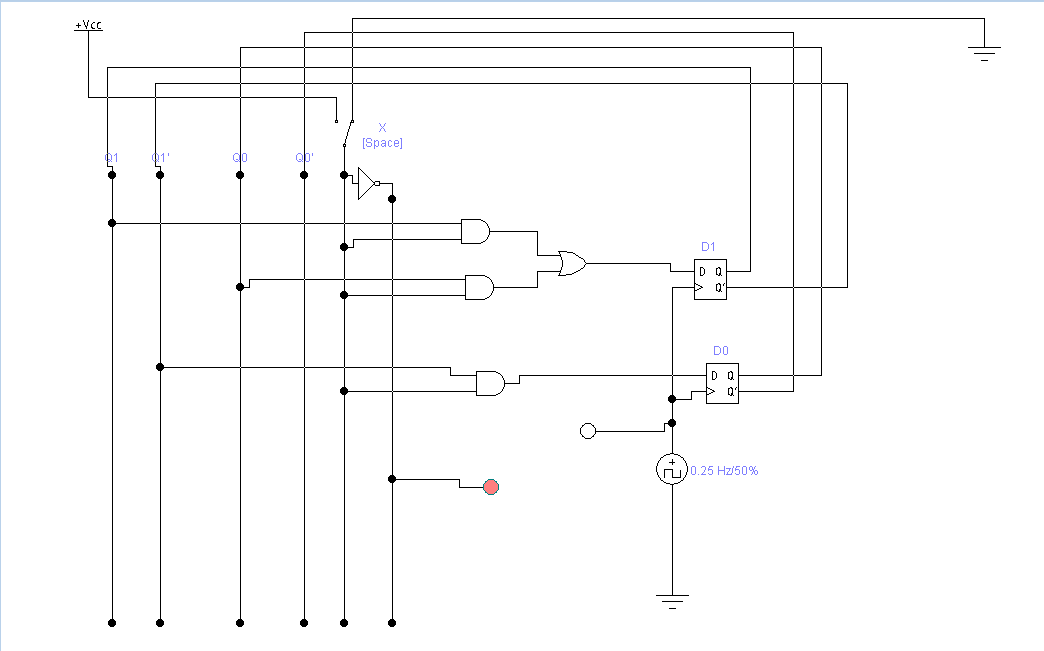 +Vcc
X
[Space]
Q1 Q1' Q0 Q0'
D1
D Q
Q'
D0
D Q
Q'
+
0.25 Hz/50%